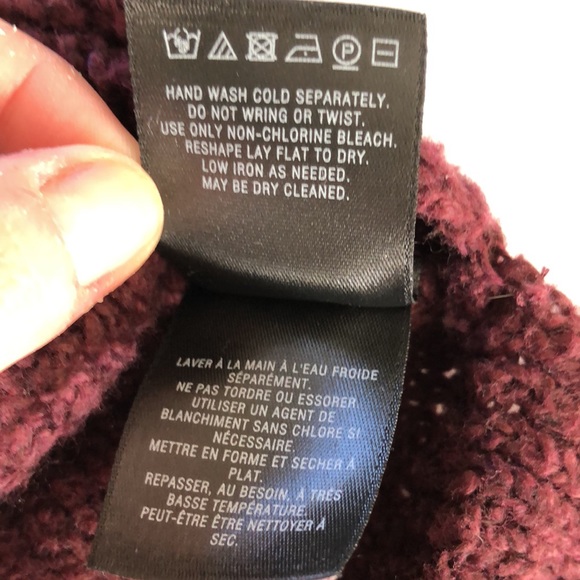 P
HAND WASH COLD SEPARATELY.
DO NOT WRING OR TWIST.
USE ONLY NON-CHLORINE BLEACH.
RESHAPE LAY FLAT TO DRY.
LOW IRON AS NEEDED.
MAY BE DRY CLEANED.
LAVER À LA MAIN À L'EAU FROIDE
SÉPARÉMENT.
NE PAS TORDRE OU ESSORER
UTILISER UN AGENT DE
BLANCHIMENT SANS CHLORE SI
NÉCESSAIRE.
METTRE EN FORME ET SECHER À
PLAT.
REPASSER, AU BESOIN, À TRÈS
BASSE TEMPÉRATURE.
PEUT-ÊTRE ÊTRE NETTOYER À
SEC.